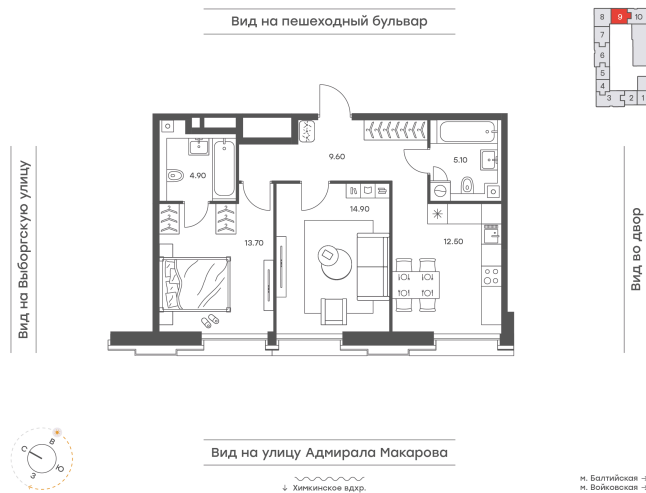 Вид на пешеходный бульвар
8 9 10
7
6
5
4
3 2 1
9.60
5.10
4.90
Вид на Выборгскую улицу
14.90
13.70
12.50
Вид во двор
С В
З Ю
Вид на улицу Адмирала Макарова
↓ Химкинское вдхр.
м. Балтийская →
м. Войковская →